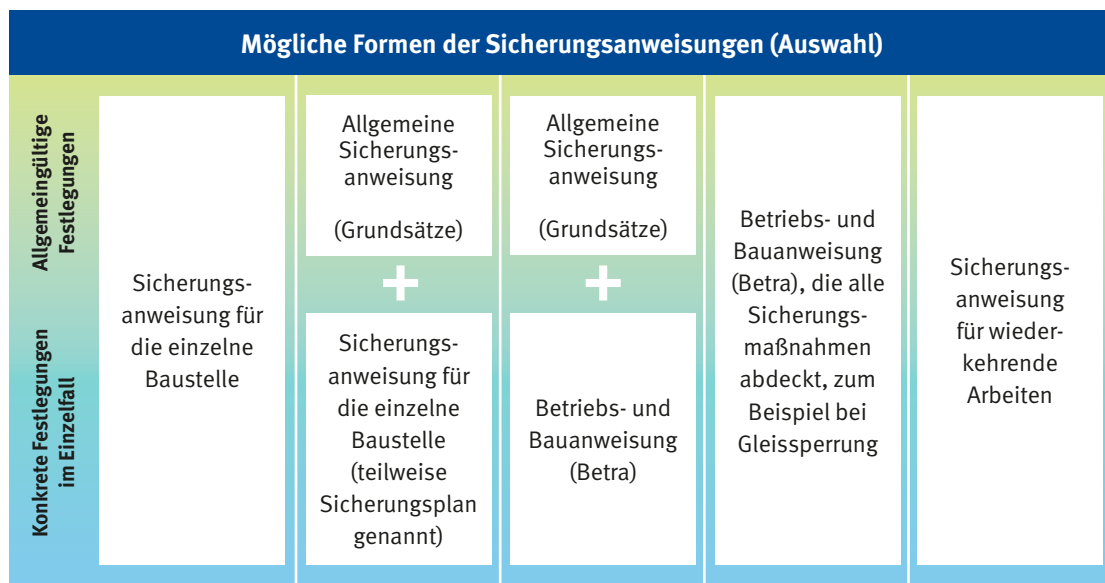 Mögliche Formen der Sicherungsanweisungen (Auswahl)
Allgemeingültige
Festlegungen
Konkrete Festlegungen
im Einzelfall
Sicherungs-
anweisung für
die einzelne
Baustelle
Allgemeine
Sicherungs-
anweisung
(Grundsätze)
+
Sicherungs-
anweisung für
die einzelne
Baustelle
(teilweise
Sicherungsplan
genannt)
Allgemeine
Sicherungs-
anweisung
(Grundsätze)
+
Betriebs- und
Bauanweisung
(Betra)
Betriebs- und
Bauanweisung
(Betra), die alle
Sicherungs-
maßnahmen
abdeckt, zum
Beispiel bei
Gleissperrung
Sicherungs-
anweisung
für wieder-
kehrende
Arbeiten